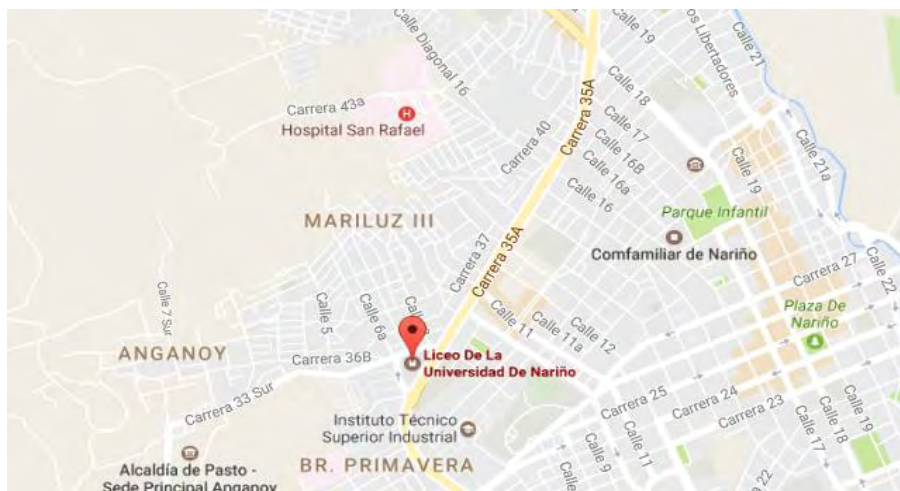 Calle 19
os Libertadores
Calle 21
Calle Diagonal 16
Calle 18
Carrera 43a
Hospital San Rafael
H
Carrera 35A
Calle 17
Carrera 40
Calle 16B
Calle 16a
Calle 16
Calle 19
Calle 21a
Parque Infantil
MARILUZ III
Carrera 37
Comfamiliar de Nariño
Carrera 35A
Carrera 27
Calle 22
Calle 7 Sur
Calle 5
Calle 6a
Calle 11
Calle 11a
Calle 12
Plaza De
Nariño
ANGANOY
Carrera 36B
Liceo De La
Universidad De Nariño
Carrera 33 Sur
Carrera 25
Carrera 24
Carrera 23
Instituto Técnico
Superior Industrial
Calle 9
Calle 11
Calle 17
Calle 18
Calle 19
Alcaldía de Pasto -
Sede Principal Anganoy
BR. PRIMAVERA
22